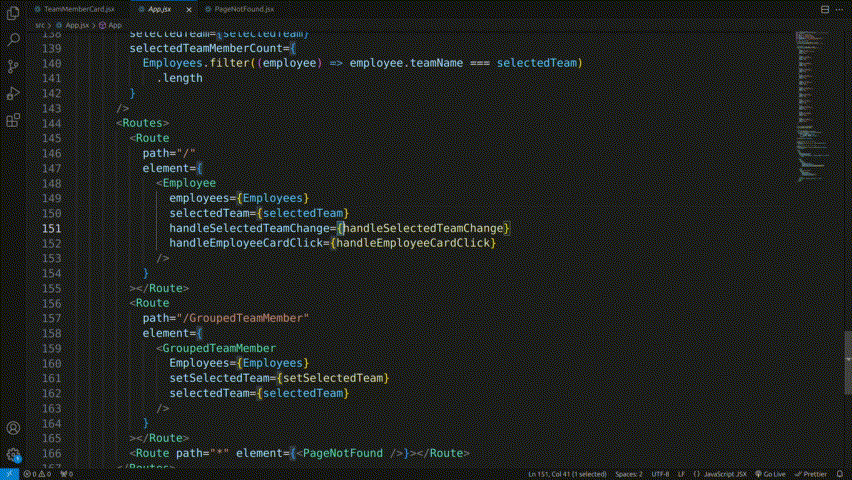 TeamMemberCard.jsx
App.jsx
PageNotFound.jsx
src > App.jsx > App
138 selectedTeam={selectedTeam}
139 selectedTeamMemberCount={
140 Employees.filter((employee) => employee.teamName === selectedTeam)
141 .length
142 }
143 />
144 <Routes>
145 <Route
146 path="/"
147 element={
148 <Employee
149 employees={Employees}
150 selectedTeam={selectedTeam}
151 handleSelectedTeamChange={handleSelectedTeamChange}
152 handleEmployeeCardClick={handleEmployeeCardClick}
153 />
154 }
155 ></Route>
156 <Route
157 path="/GroupedTeamMember"
158 element={
159 <GroupedTeamMember
160 Employees={Employees}
161 setSelectedTeam={setSelectedTeam}
162 selectedTeam={selectedTeam}
163 />
164 }
165 ></Route>
166 <Route path="*" element={<PageNotFound />}></Route>
167 </Routes>
0 0 0 Ln 151, Col 41 (1 selected) Spaces: 2 UTF-8 LF {} JavaScript JSX Go Live Prettier